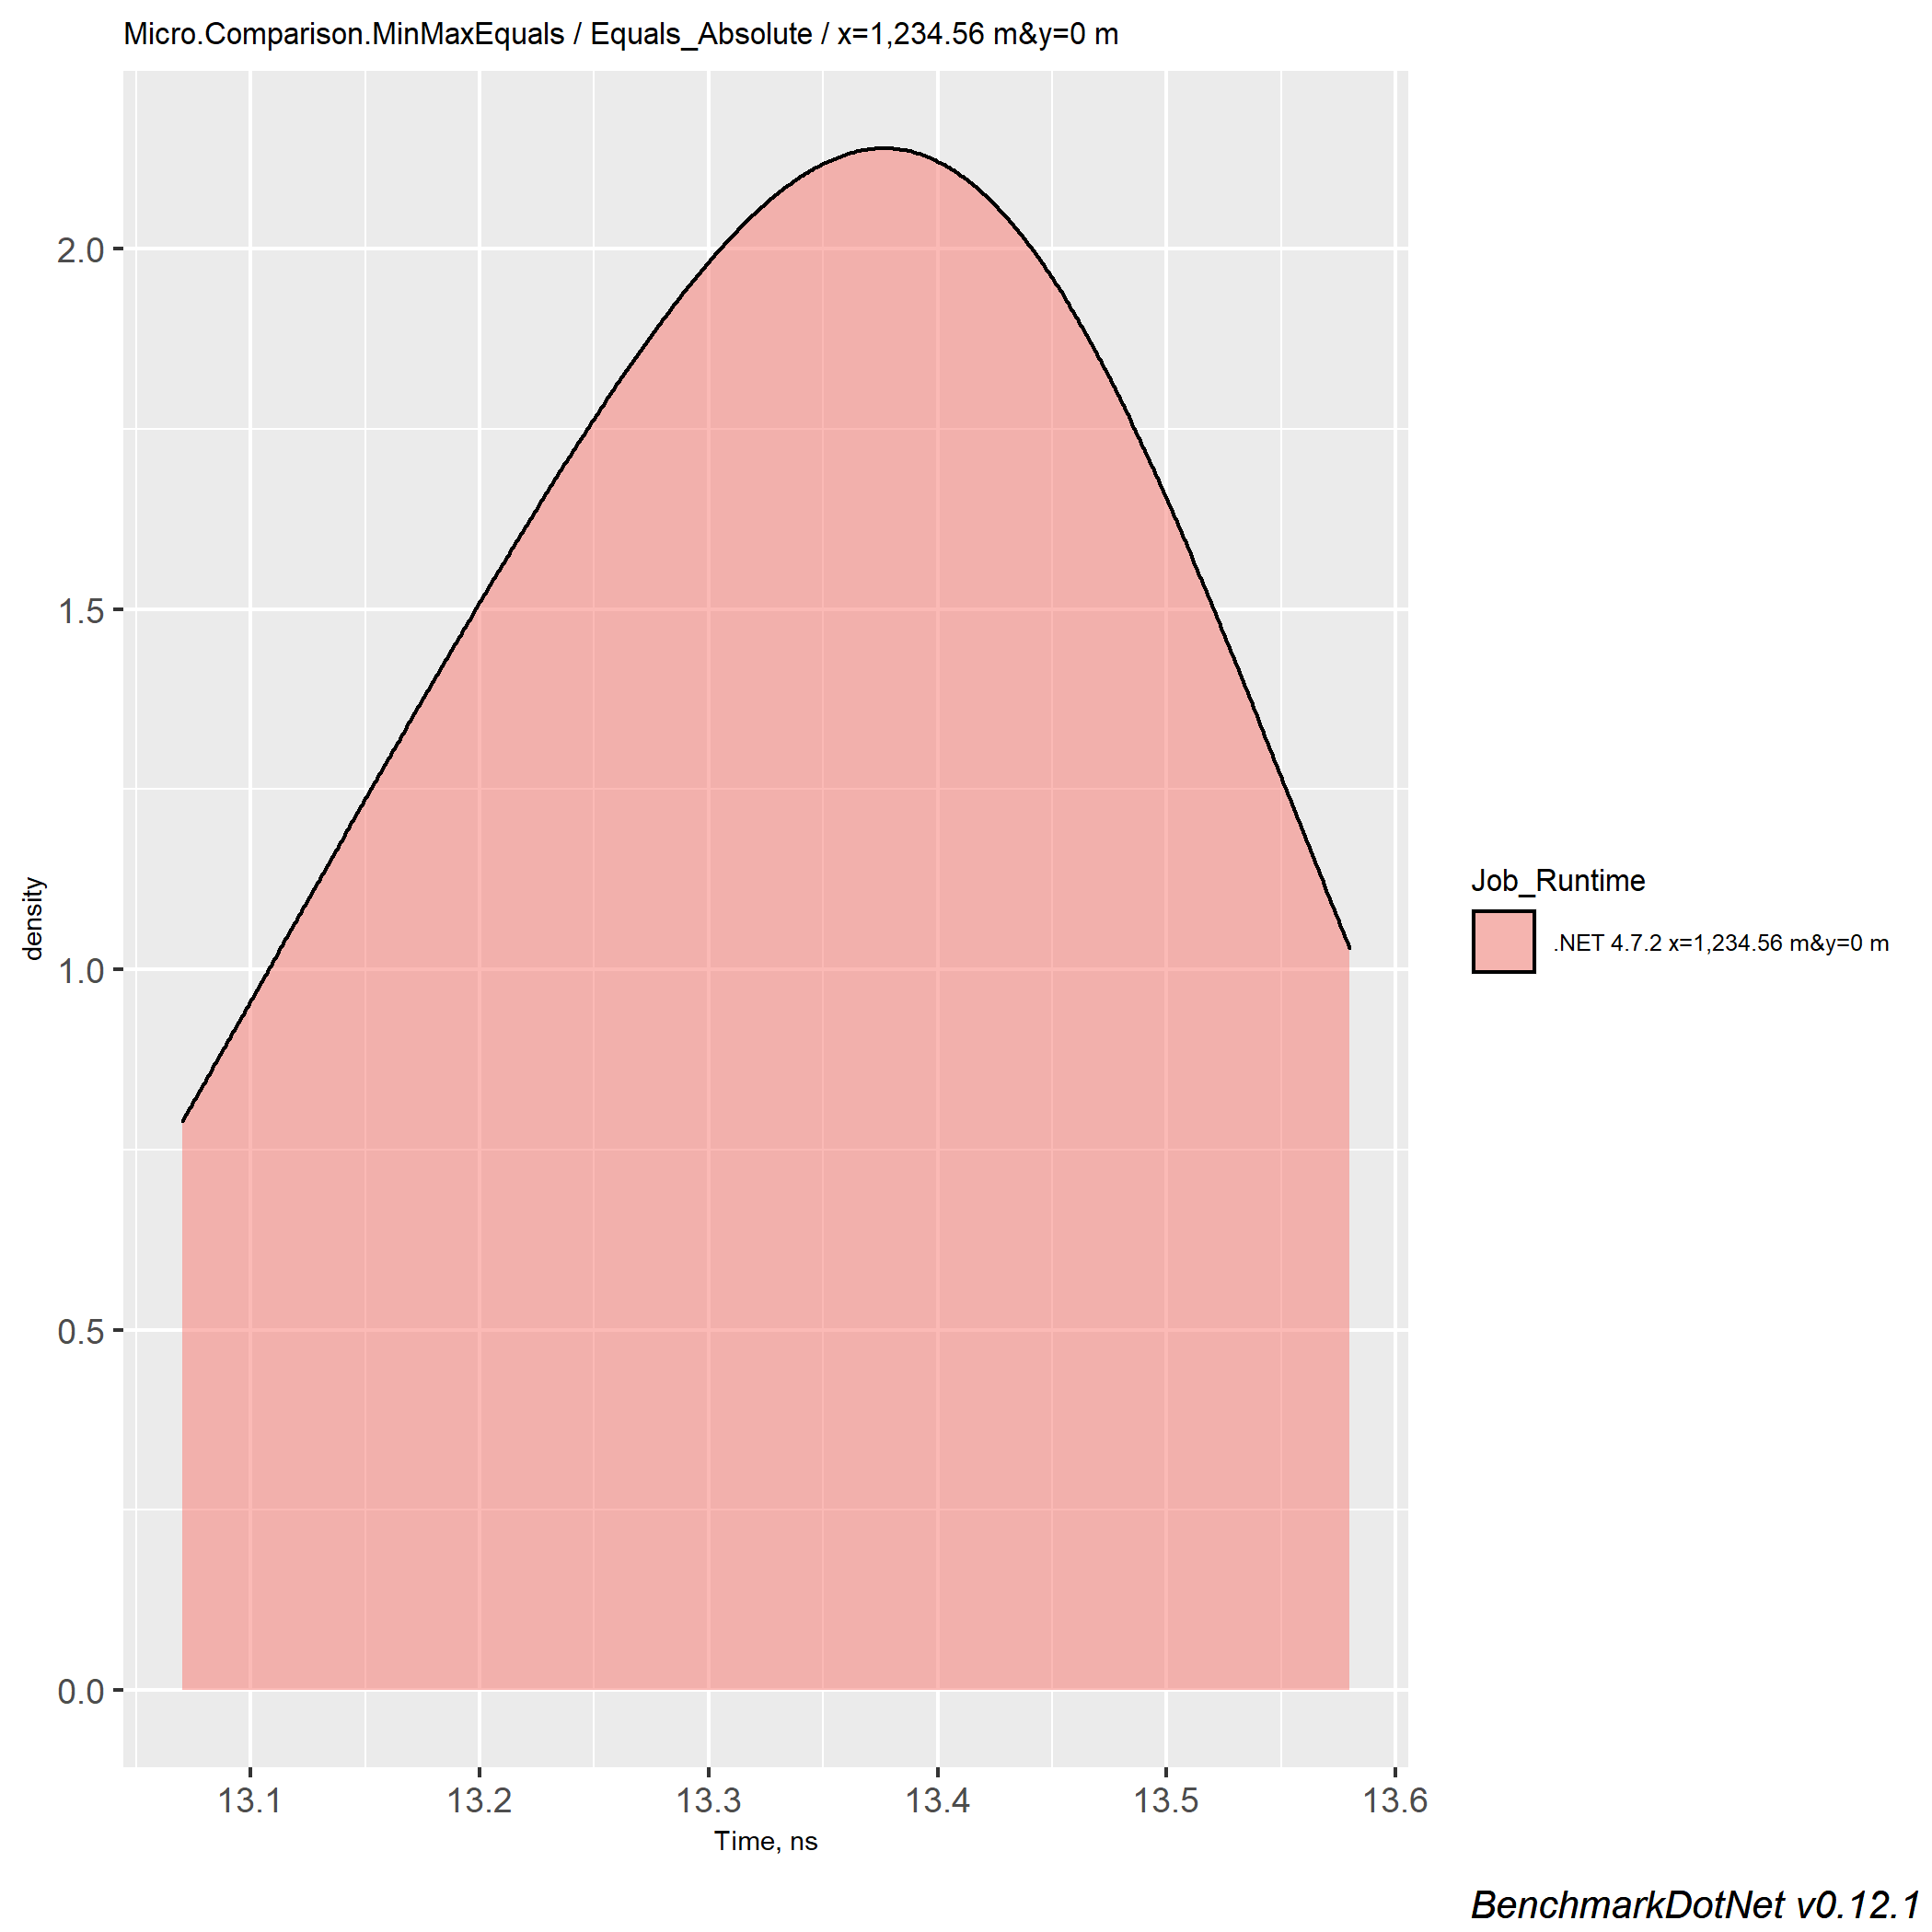 Micro.Comparison.MinMaxEquals / Equals_Absolute / x=1,234.56 m&y=0 m
density
2.0
1.5
1.0
0.5
0.0
13.1 13.2 13.3 13.4 13.5 13.6
Time, ns
Job_Runtime
.NET 4.7.2 x=1,234.56 m&y=0 m
BenchmarkDotNet v0.12.1